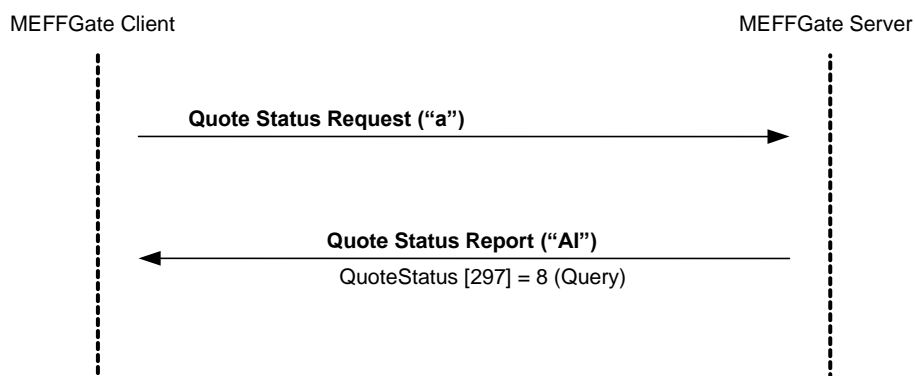 MEFFGate Client
MEFFGate Server
Quote Status Request (“a”)
Quote Status Report (“AI”)
QuoteStatus [297] = 8 (Query)